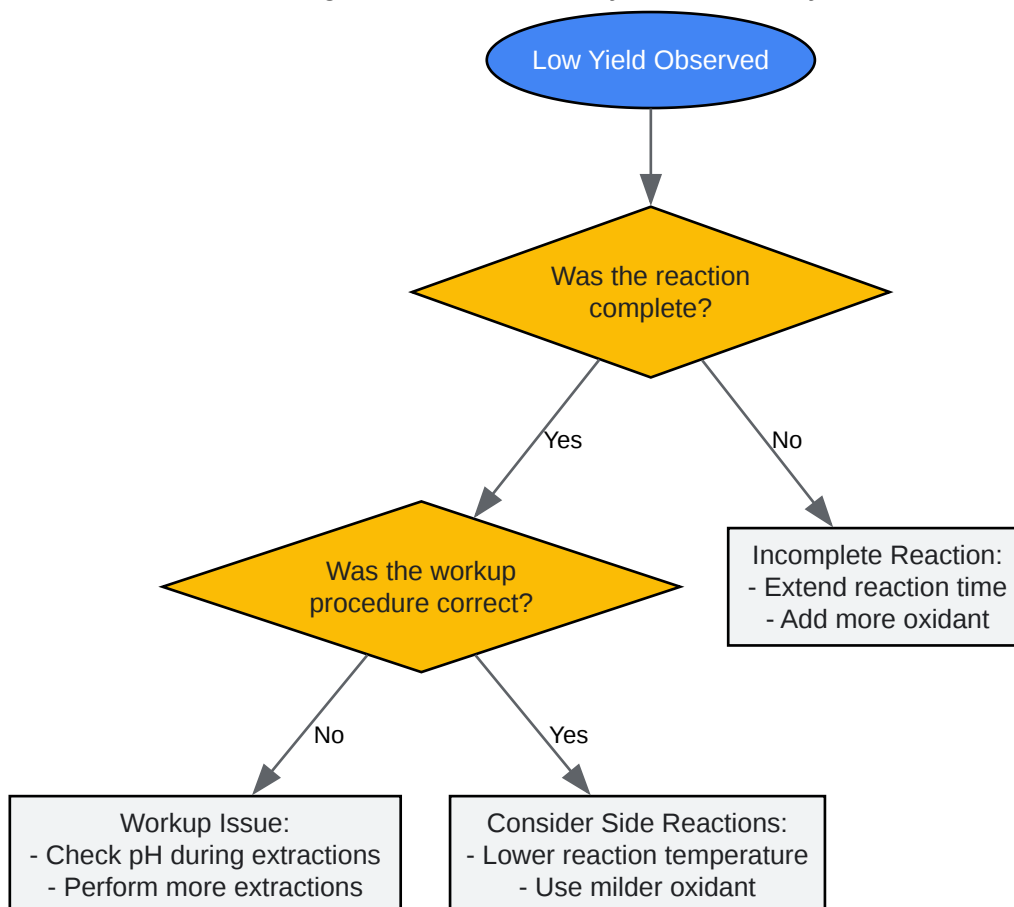 Low Yield Observed
Was the reaction
complete?
Yes
No
Was the workup
procedure correct?
Incomplete Reaction:
- Extend reaction time
- Add more oxidant
No
Yes
Workup Issue:
- Check pH during extractions
- Perform more extractions
Consider Side Reactions:
- Lower reaction temperature
- Use milder oxidant